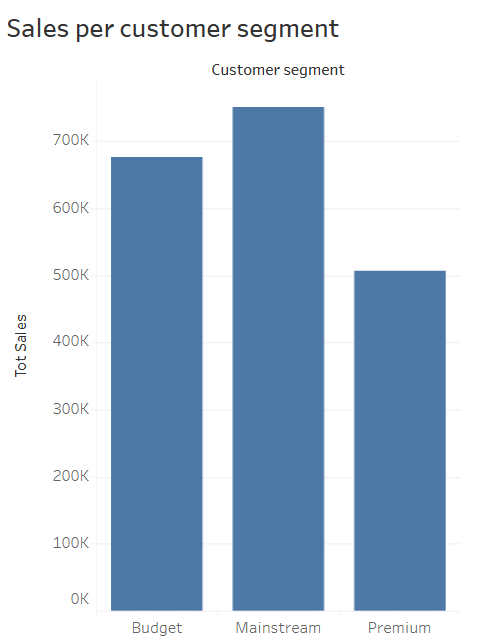 Sales per customer segment
Customer segment
700K
600K
500K
400K
300K
200K
100K
0K
Tot Sales
Budget Mainstream Premium